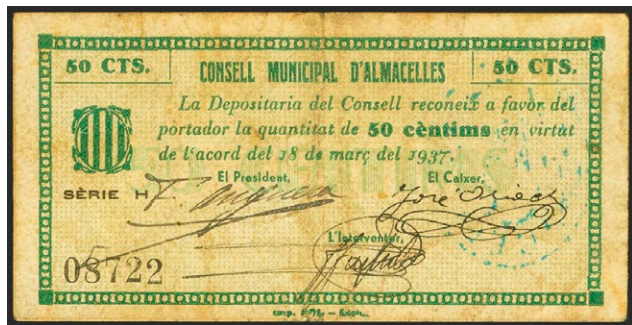 50 CTS.
CONSELL MUNICIPAL D'ALMACELLES
50 CTS.
La Depositaria del Consell reconeix a favor del
portador la quantitat de 50 cèntims en virtut
de l'acord del 18 de març del 1937.
El President,
El Caixer,
SÈRIE H
José
L'Interventor,
08722